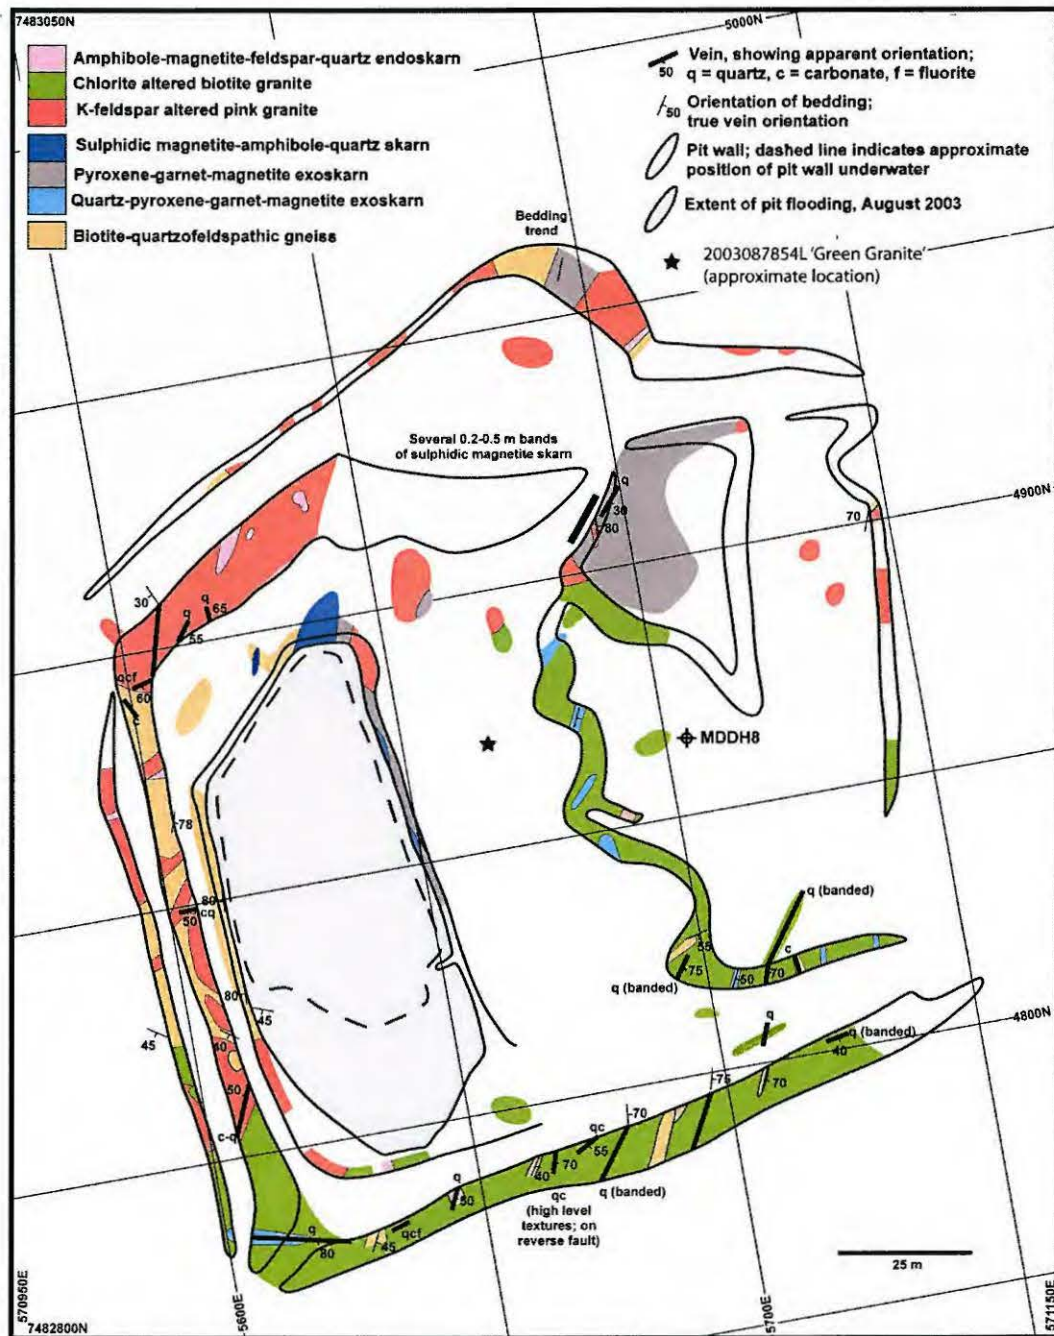 7483050N
5000N
Amphibole-magnetite-feldspar-quartz endoskarn
Chlorite altered biotite granite
K-feldspar altered pink granite
Sulphidic magnetite-amphibole-quartz skarn
Pyroxene-garnet-magnetite exoskarn
Quartz-pyroxene-garnet-magnetite exoskarn
Biotite-quartzofeldspathic gneiss
Vein, showing apparent orientation;
50 q = quartz, c = carbonate, f = fluorite
50 Orientation of bedding;
true vein orientation
Pit wall; dashed line indicates approximate
position of pit wall underwater
Extent of pit flooding, August 2003
2003087854L 'Green Granite'
(approximate location)
Bedding
trend
Several 0.2-0.5 m bands
of sulphidic magnetite skarn
q
30
80
4900N
70
30
q
q
65
55
qcf
60
c
MDDH8
78
80
cq
50
q (banded)
55
c
75
50
70
q (banded)
80
45
4800N
45
40
q
q (banded)
40
50
75
70
c-q
70
qc
55
q
40
70
50
qc
q (banded)
(high level
textures; on
reverse fault)
q
qcf
80
45
25 m
570950E
5600E
5700E
571150E
7482800N